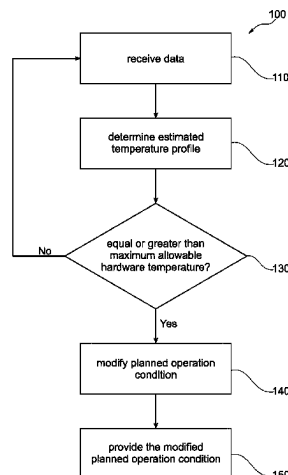 100
receive data
110
determine estimated
temperature profile
120
equal or greater than
maximum allowable
hardware temperature?
130
No
Yes
modify planned operation
condition
140
provide the modified
planned operation condition
150